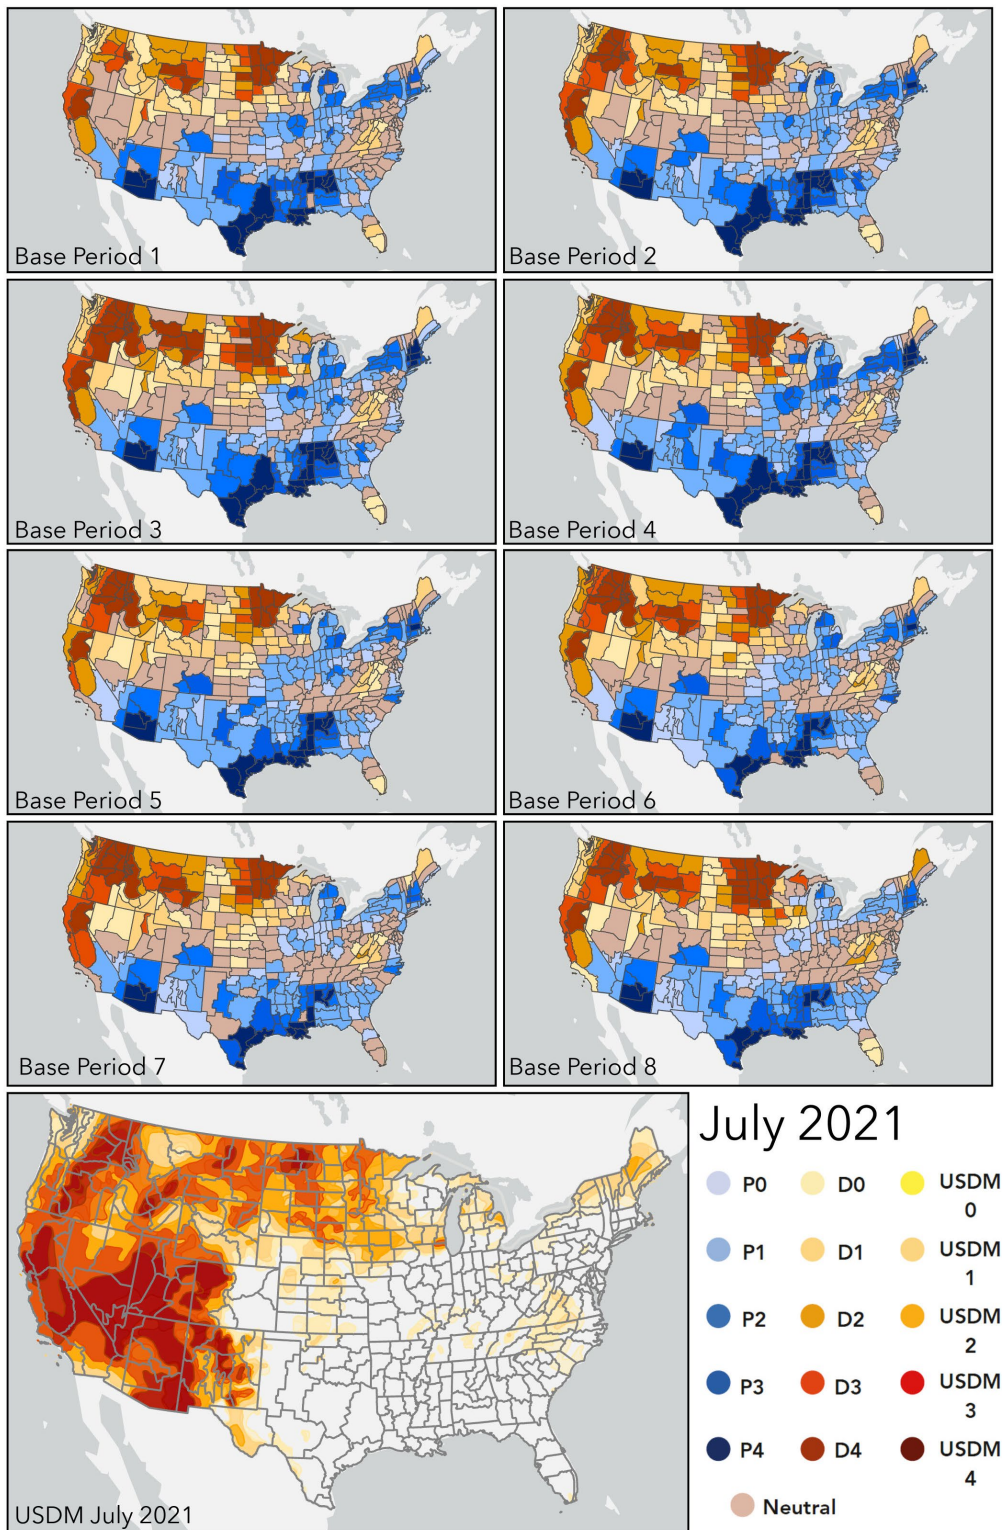 Base Period 1
Base Period 2
Base Period 3
Base Period 4
Base Period 5
Base Period 6
Base Period 7
Base Period 8
USDM July 2021
July 2021
P0 D0 USDM
0
P1 D1 USDM
1
P2 D2 USDM
2
P3 D3 USDM
3
P4 D4 USDM
4
Neutral